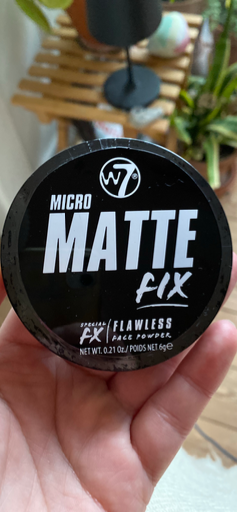 W7®
MICRO
MATTE
FIX
SPECIAL
FX
FLAWLESS
FACE POWDER
NET WT. 0.21 Oz./ POIDS NET 6g℮